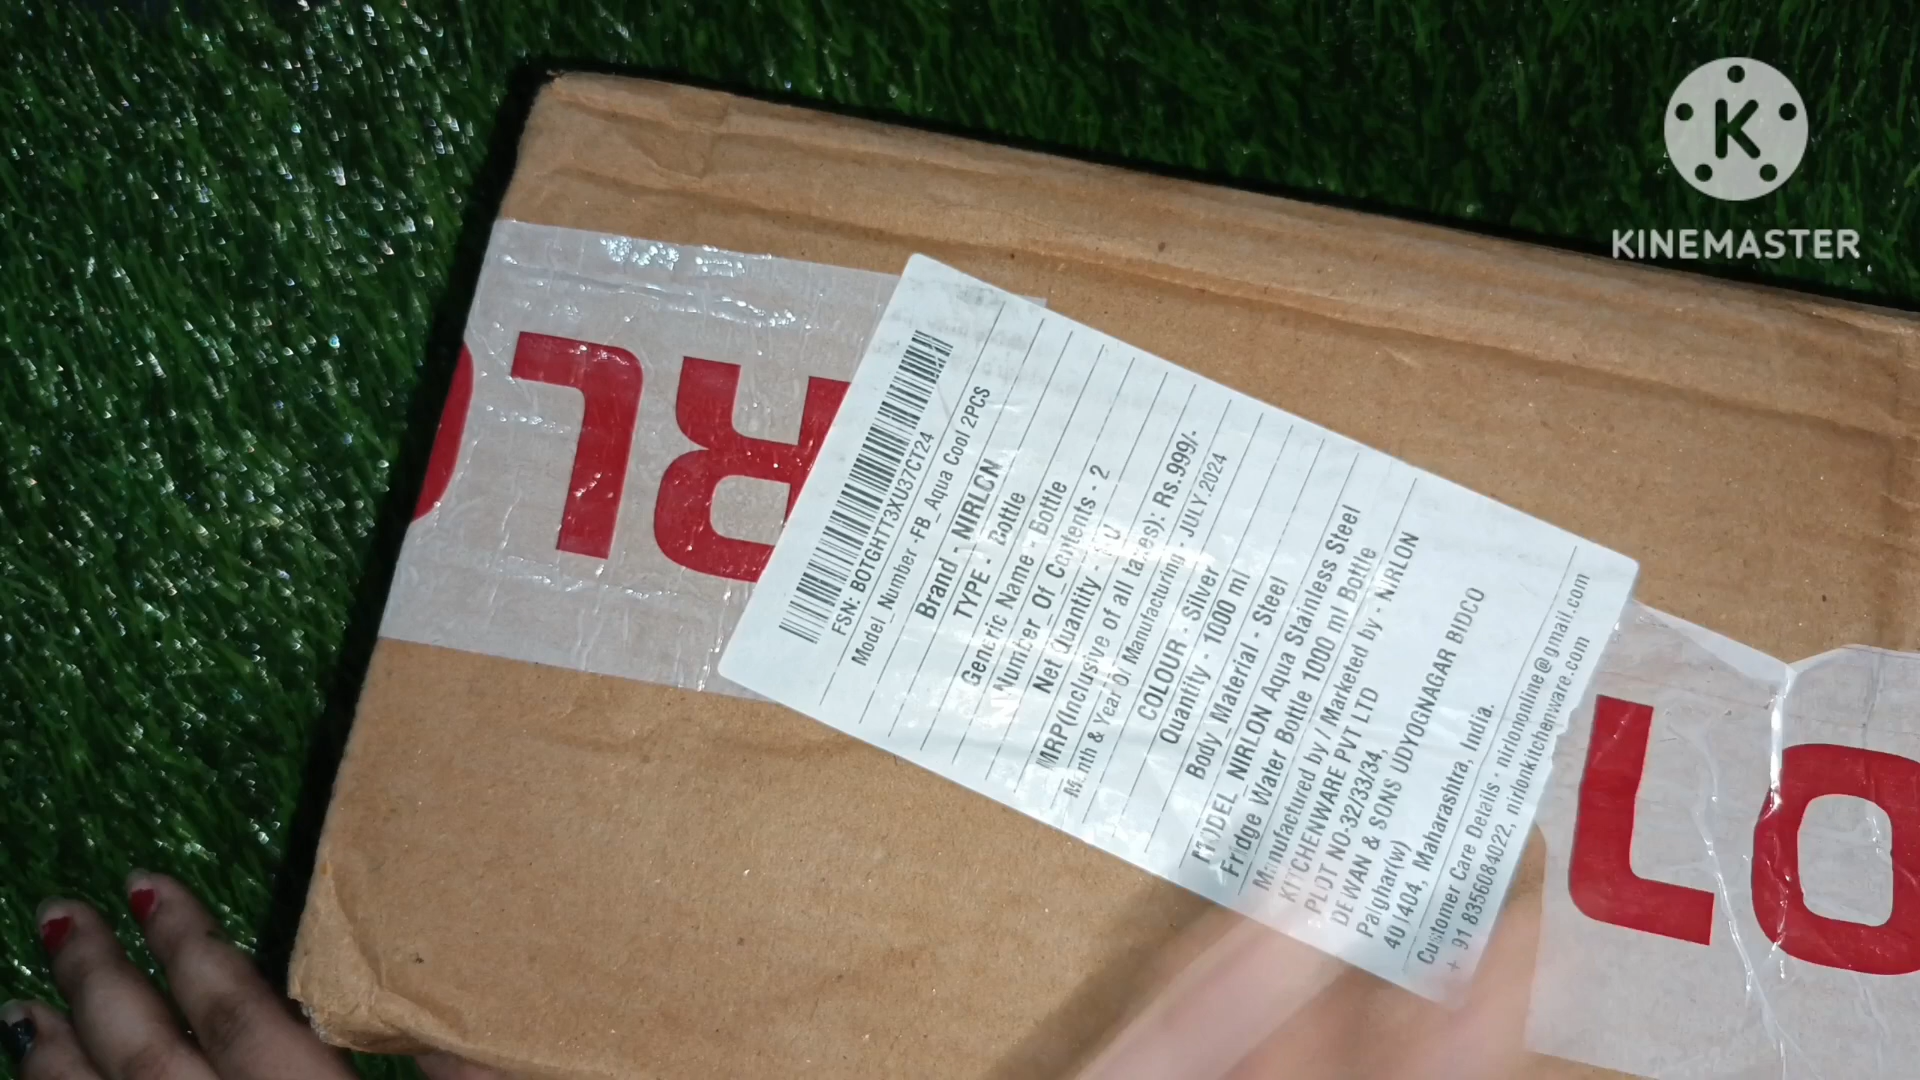 KINEMASTER
FSN: BOTGHTT3XU37CT24
Model_Number -FB_Aqua Cool 2PCS
Brand - NIRLON
TYPE - Bottle
Generic Name - Bottle
Number Of Contents - 2
Net Quantity -
MRP(Inclusive of all taxes): Rs.999/-
Month & Year Of Manufacturing - JULY.2024
COLOUR - Silver
Quantity - 1000 ml
Body_Material - Steel
MODEL_NIRLON Aqua Stainless Steel
Fridge Water Bottle 1000 ml Bottle
Manufactured by / Marketed by - NIRLON
KITCHENWARE PVT LTD
PLOT NO-32/33/34,
DEWAN & SONS UDYOGNAGAR BIDCO
Palghar(w)
401404, Maharashtra, India.
Customer Care Details - nirlononline@gmail.com
+ 91 8356084022, nirlonkitchenware.com
RLO
LO